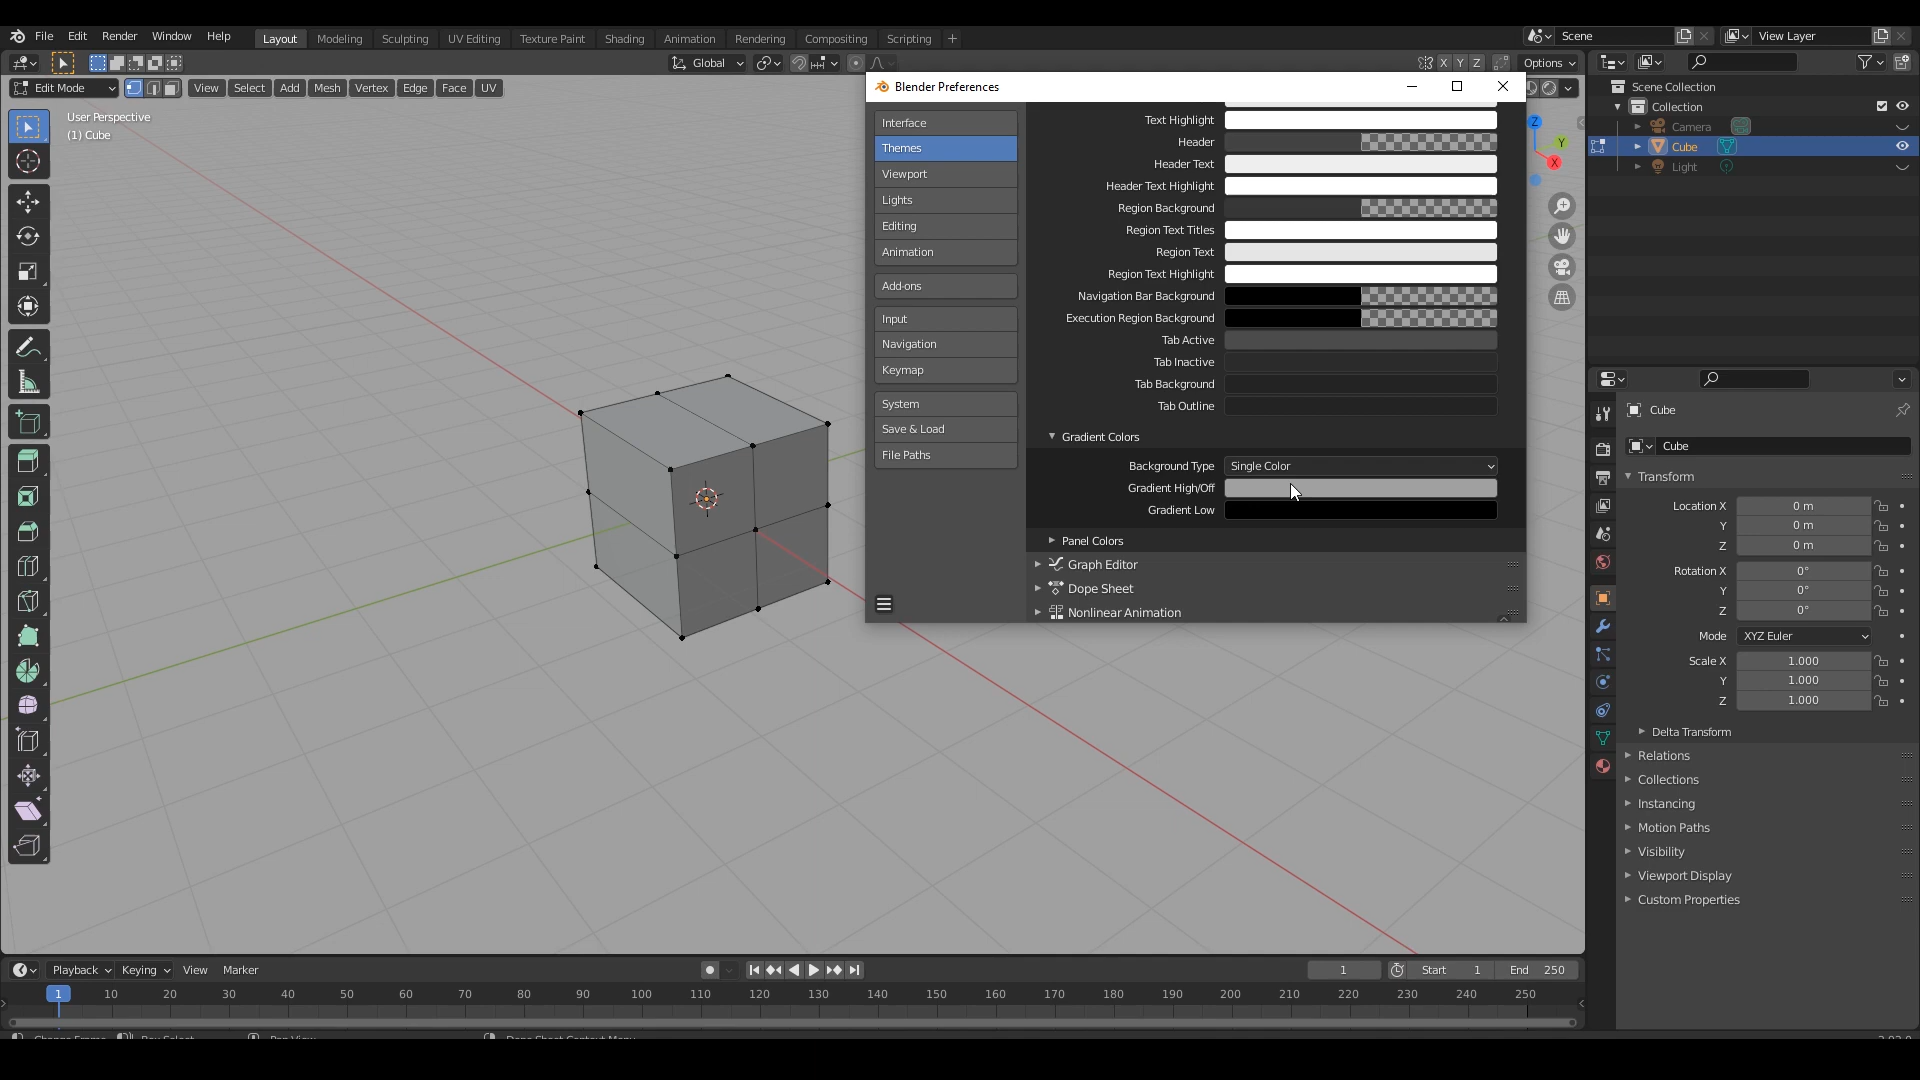 File Edit Render Window Help Layout Modeling Sculpting UV Editing Texture Paint Shading Animation Rendering Compositing Scripting + Scene View Layer
Global X Y Z Options
Edit Mode View Select Add Mesh Vertex Edge Face UV
User Perspective
(1) Cube
Z
Y
X
Blender Preferences
Interface
Themes
Viewport
Lights
Editing
Animation
Add-ons
Input
Navigation
Keymap
System
Save & Load
File Paths
Text Highlight
Header
Header Text
Header Text Highlight
Region Background
Region Text Titles
Region Text
Region Text Highlight
Navigation Bar Background
Execution Region Background
Tab Active
Tab Inactive
Tab Background
Tab Outline
Gradient Colors
Background Type Single Color
Gradient High/Off
Gradient Low
Panel Colors
Graph Editor
Dope Sheet
Nonlinear Animation
Scene Collection
Collection
Camera
Cube
Light
Cube
Cube
Transform
Location X 0 m
Y 0 m
Z 0 m
Rotation X 0°
Y 0°
Z 0°
Mode XYZ Euler
Scale X 1.000
Y 1.000
Z 1.000
Delta Transform
Relations
Collections
Instancing
Motion Paths
Visibility
Viewport Display
Custom Properties
Playback Keying View Marker 1 Start 1 End 250
1 10 20 30 40 50 60 70 80 90 100 110 120 130 140 150 160 170 180 190 200 210 220 230 240 250